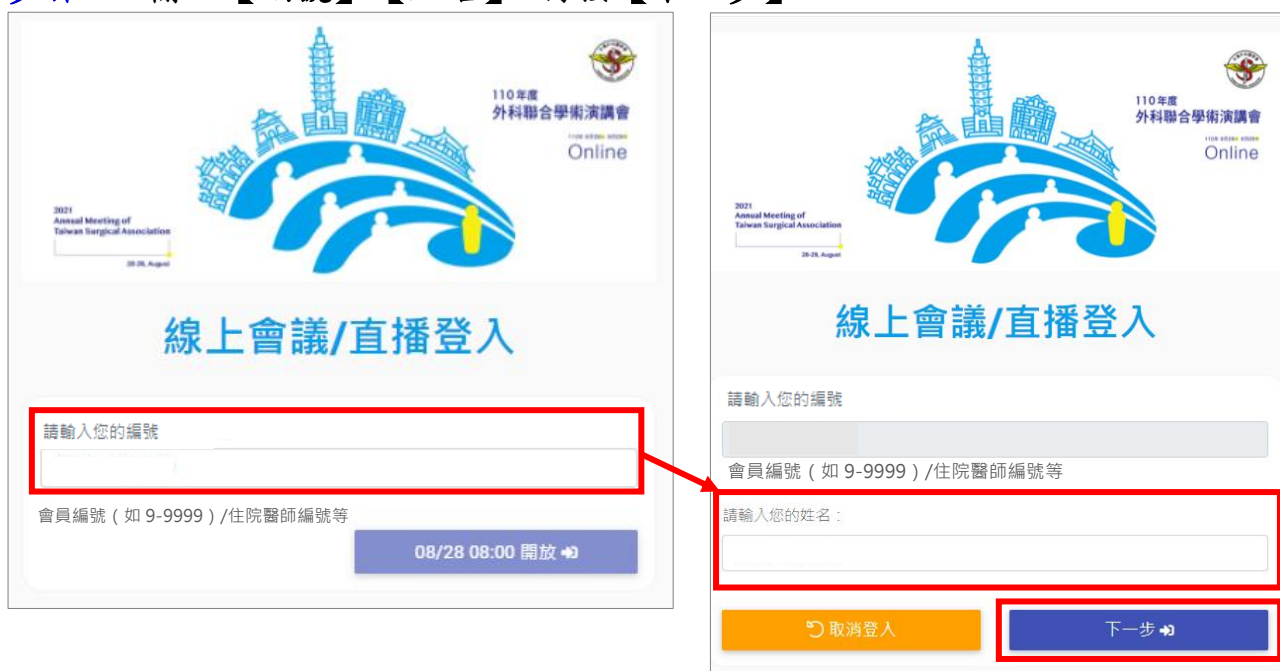 110年度
外科聯合學術演講會
Online
2021
Annual Meeting of
Taiwan Surgical Association
28-29, August
線上會議/直播登入
請輸入您的編號
會員編號 ( 如 9-9999 ) /住院醫師編號等
08/28 08:00 開放
110年度
外科聯合學術演講會
Online
2021
Annual Meeting of
Taiwan Surgical Association
28-29, August
線上會議/直播登入
請輸入您的編號
會員編號 ( 如 9-9999 ) /住院醫師編號等
請輸入您的姓名 :
取消登入
下一步